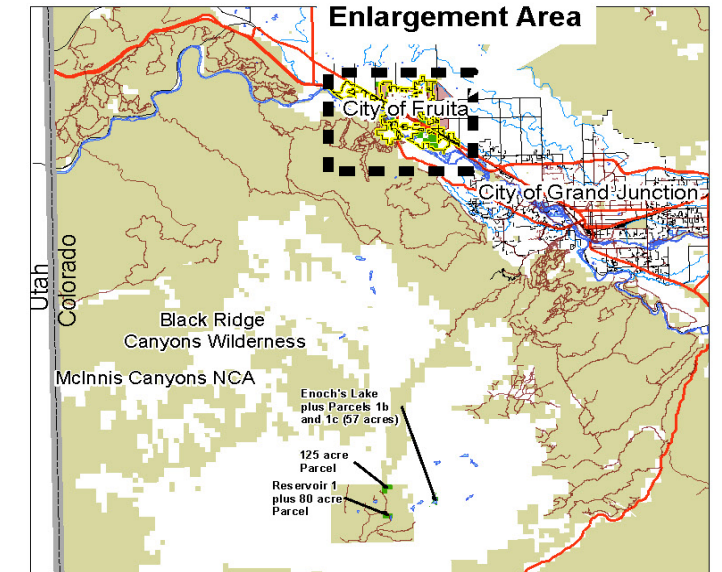 Enlargement Area
City of Fruita
City of Grand Junction
Utah
Colorado
Black Ridge
Canyons Wilderness
McInnis Canyons NCA
Enoch's Lake
plus Parcels 1b
and 1c (57 acres)
125 acre
Parcel
Reservoir 1
plus 80 acre
Parcel